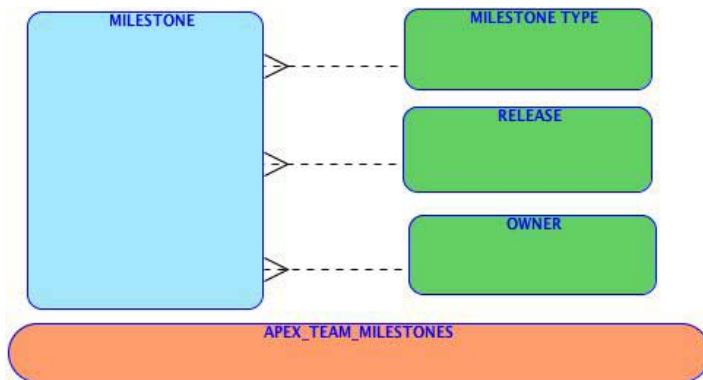 MILESTONE
MILESTONE TYPE
RELEASE
OWNER
APEX_TEAM_MILESTONES